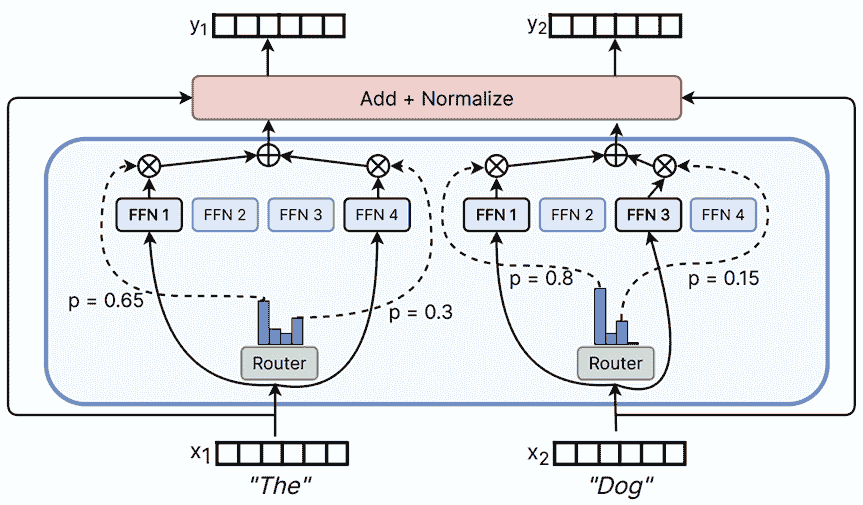 y1 y2
Add + Normalize
FFN 1 FFN 2 FFN 3 FFN 4 FFN 1 FFN 2 FFN 3 FFN 4
p = 0.65 p = 0.3 p = 0.8 p = 0.15
Router Router
x1 x2
"The" "Dog"